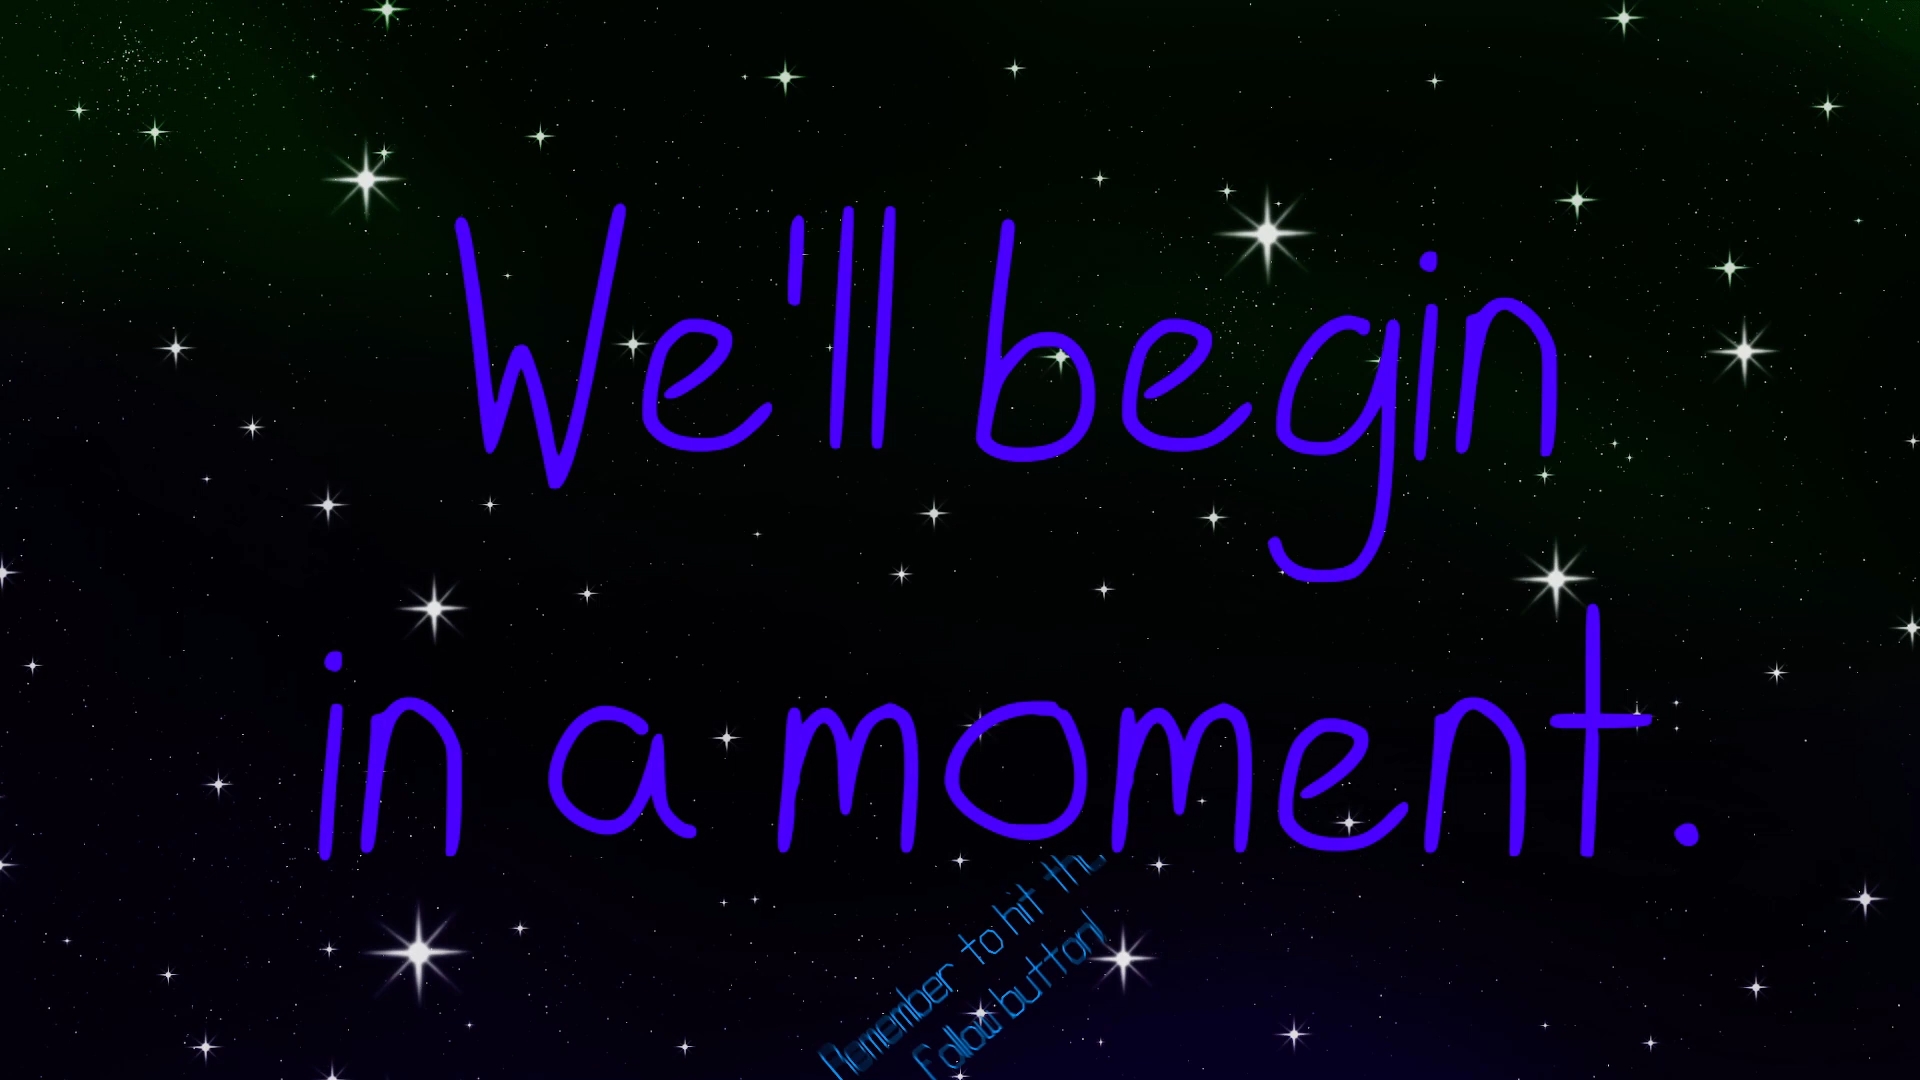 We'll begin
in a moment.
Remember to hit the
follow button!